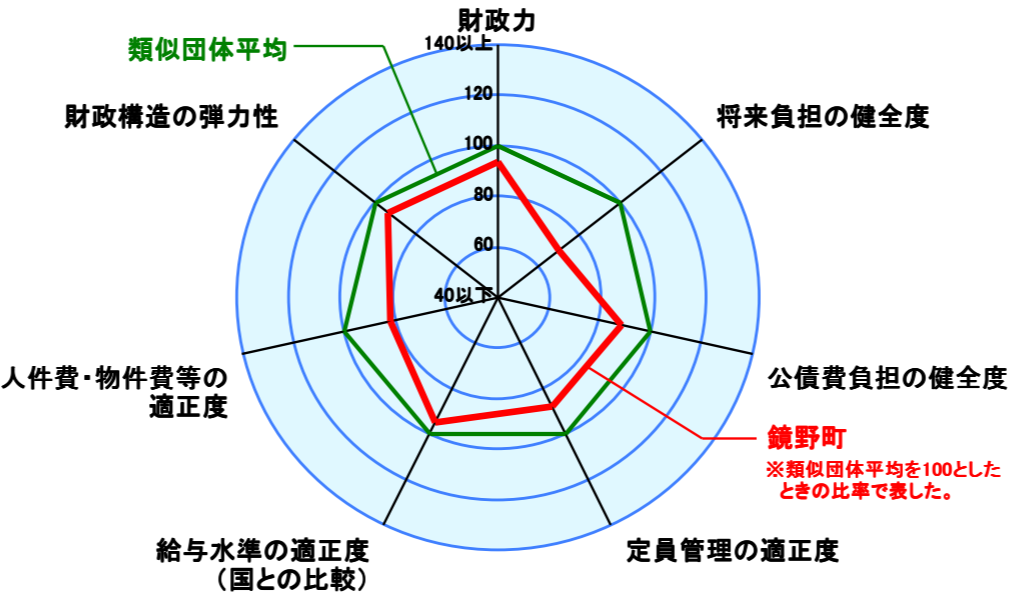 財政力
140以上
類似団体平均
120
財政構造の弾力性
将来負担の健全度
100
80
60
40以下
人件費・物件費等の
適正度
公債費負担の健全度
鏡野町
※類似団体平均を100とした
ときの比率で表した。
給与水準の適正度
（国との比較）
定員管理の適正度